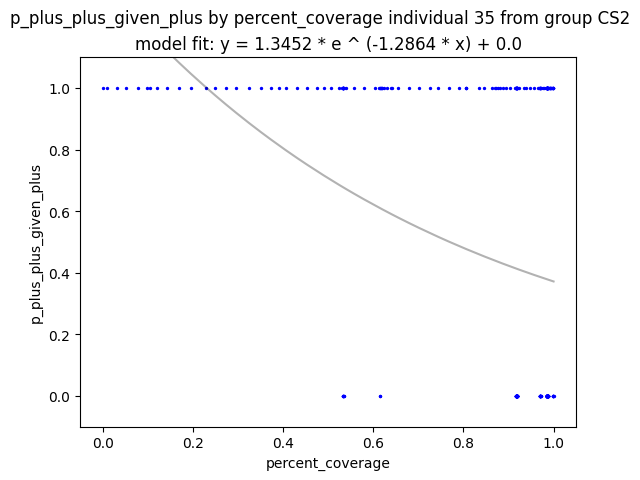 p_plus_plus_given_plus by percent_coverage individual 35 from group CS2
model fit: y = 1.3452 * e ^ (-1.2864 * x) + 0.0
1.0
0.8
0.6
0.4
0.2
0.0
p_plus_plus_given_plus
0.0 0.2 0.4 0.6 0.8 1.0
percent_coverage